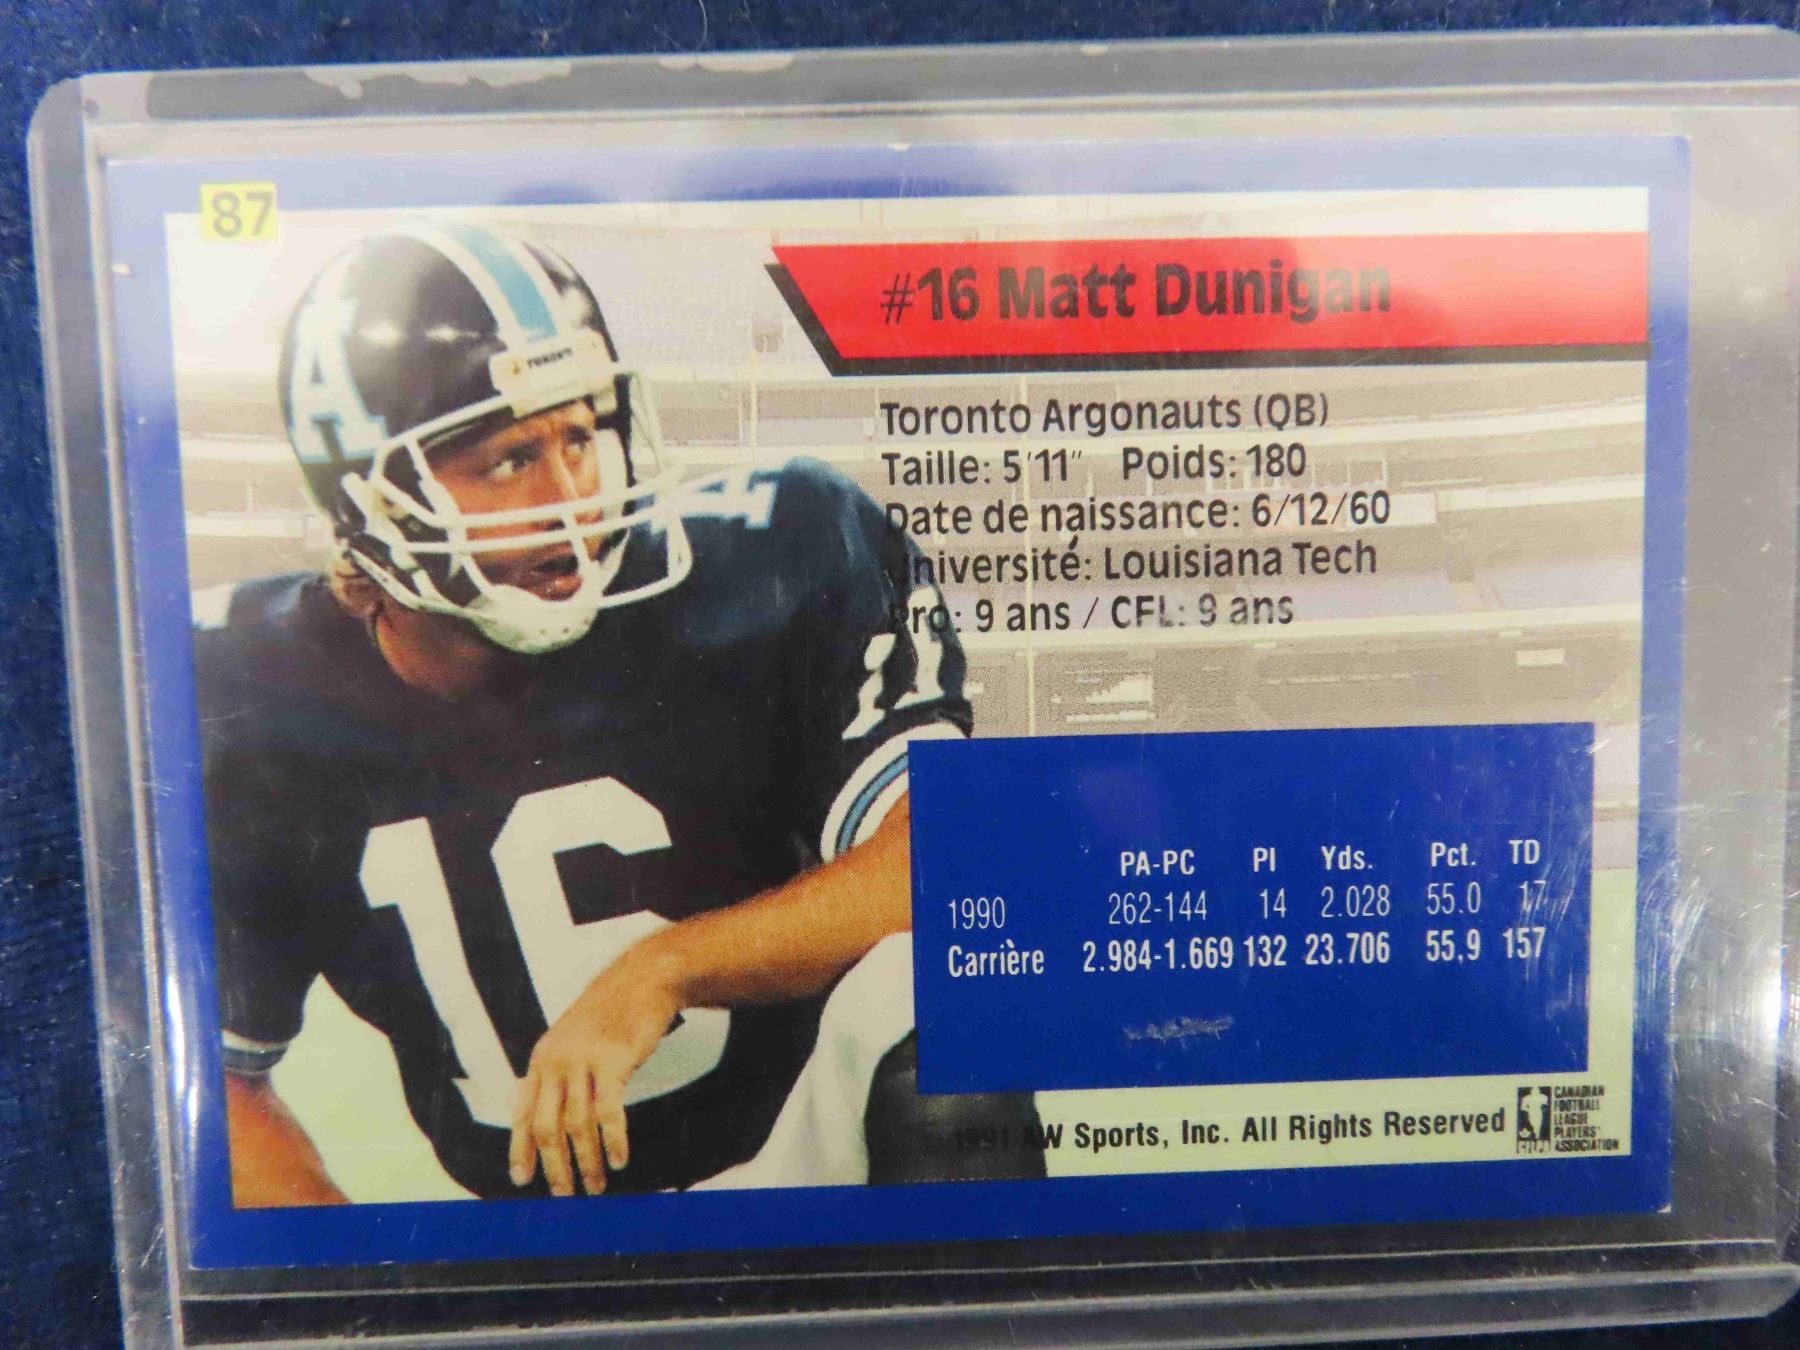 87
#16 Matt Dunigan
TORONTO
Toronto Argonauts (QB)
Taille: 5'11" Poids: 180
Date de naissance: 6/12/60
Université: Louisiana Tech
Pro: 9 ans / CFL: 9 ans
A
16
PA-PC PI Yds. Pct. TD
1990 262-144 14 2.028 55.0 17
Carrière 2.984-1.669 132 23.706 55,9 157
1991 AW Sports, Inc. All Rights Reserved
CANADIAN
FOOTBALL
LEAGUE
PLAYERS'
ASSOCIATION